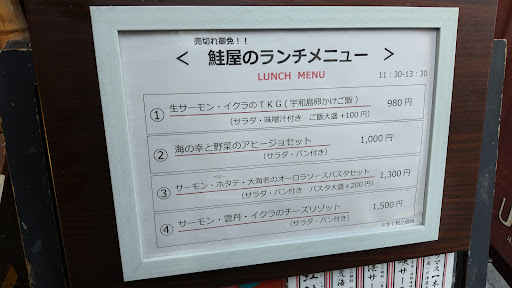 売切れ御免！！
＜ 鮭屋のランチメニュー ＞
LUNCH MENU
11：30-13：30
① 生サーモン・イクラのＴＫＧ(宇和島卵かけご飯) 980円
（サラダ・味噌汁付き ご飯大盛＋100円）
② 海の幸と野菜のアヒージョセット 1,000円
（サラダ・パン付き）
ベビー
③ サーモン・ホタテ・大海老のオーロラソースパスタセット 1,300円
（サラダ・パン付き パスタ大盛＋200円）
④ サーモン・雲丹・イクラのチーズリゾット 1,500円
（サラダ・パン付き）